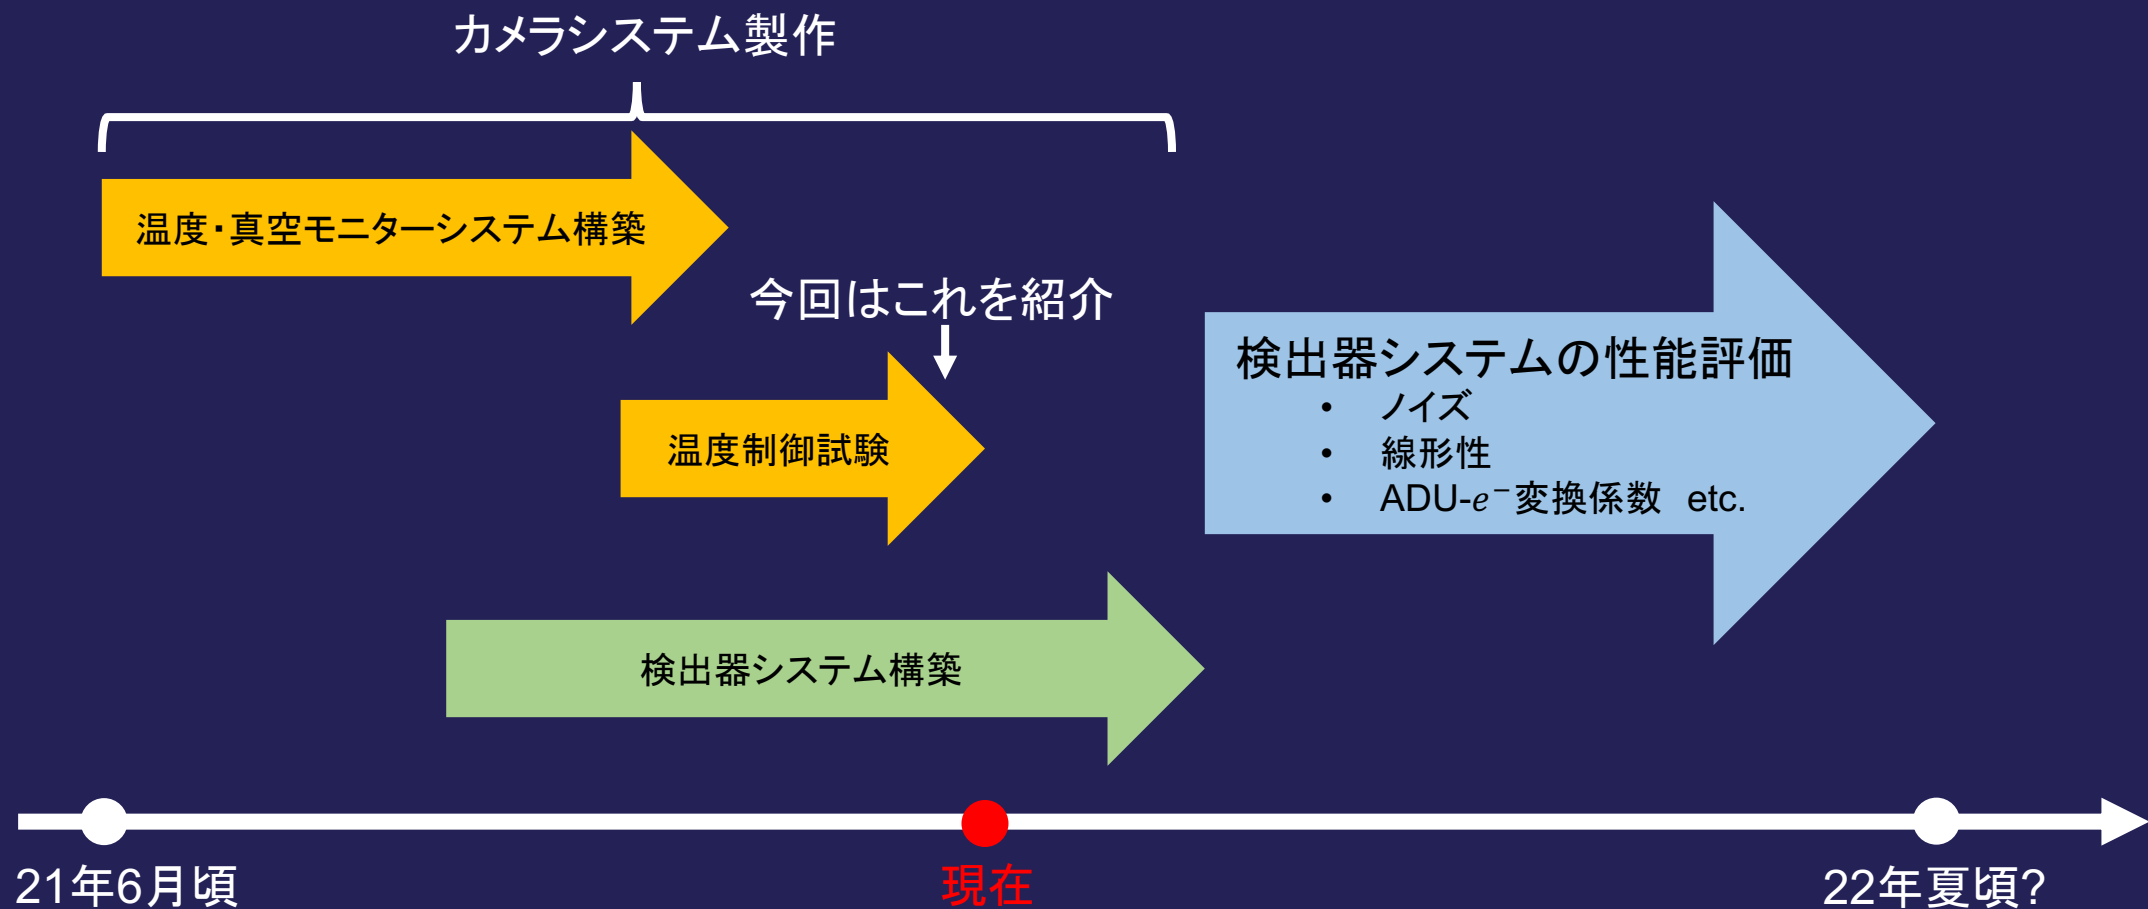 カメラシステム製作
温度・真空モニターシステム構築
今回はこれを紹介
温度制御試験
検出器システムの性能評価
• ノイズ
• 線形性
• ADU-e⁻変換係数 etc.
検出器システム構築
21年6月頃
現在
22年夏頃?